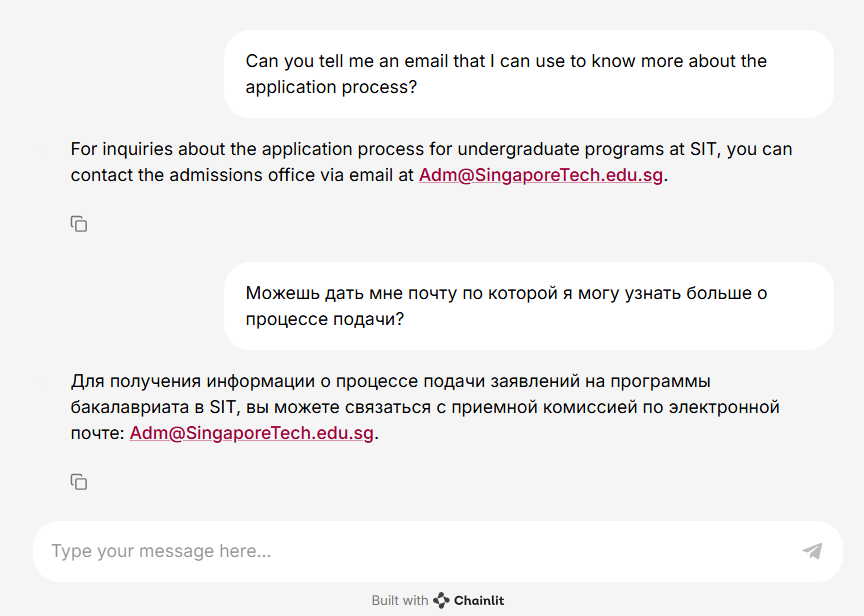 Can you tell me an email that I can use to know more about the
application process?
For inquiries about the application process for undergraduate programs at SIT, you can
contact the admissions office via email at Adm@SingaporeTech.edu.sg.
Можешь дать мне почту по которой я могу узнать больше о
процессе подачи?
Для получения информации о процессе подачи заявлений на программы
бакалавриата в SIT, вы можете связаться с приемной комиссией по электронной
почте: Adm@SingaporeTech.edu.sg.
Type your message here...
Built with Chainlit